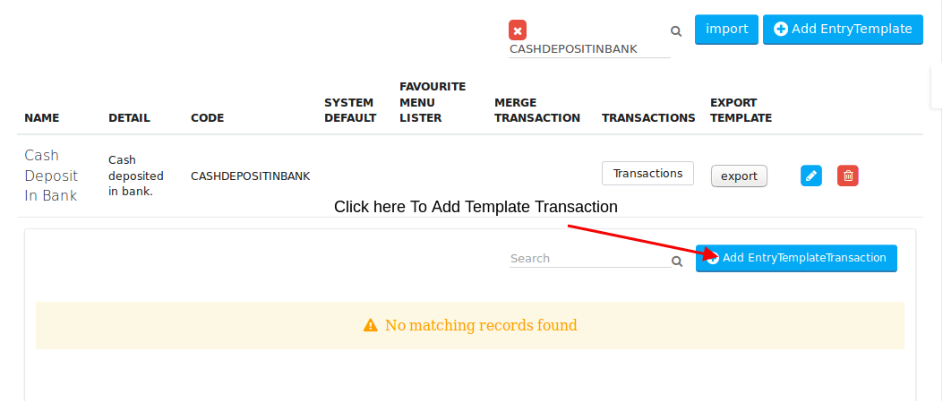 import
Add EntryTemplate
CASHDEPOSITINBANK
NAME
DETAIL
CODE
SYSTEM
DEFAULT
FAVOURITE
MENU
LISTER
MERGE
TRANSACTION
TRANSACTIONS
EXPORT
TEMPLATE
Cash
Deposit
In Bank
Cash
deposited
in bank.
CASHDEPOSITINBANK
Transactions
export
Click here To Add Template Transaction
Search
Add EntryTemplateTransaction
No matching records found